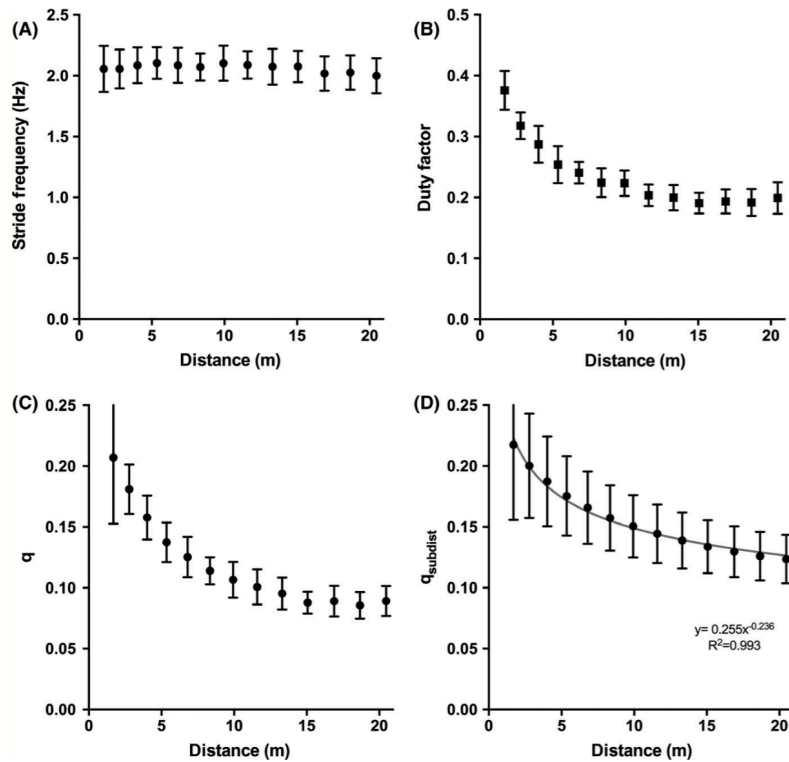 (A)
2.5
2.0
1.5
1.0
0.5
0.0
Stride frequency (Hz)
0 5 10 15 20
Distance (m)
(B)
0.5
0.4
0.3
0.2
0.1
0.0
Duty factor
0 5 10 15 20
Distance (m)
(C)
0.25
0.20
0.15
0.10
0.05
0.00
q
0 5 10 15 20
Distance (m)
(D)
0.25
0.20
0.15
0.10
0.05
0.00
qsubdist
y= 0.255x-0.236
R2=0.993
0 5 10 15 20
Distance (m)